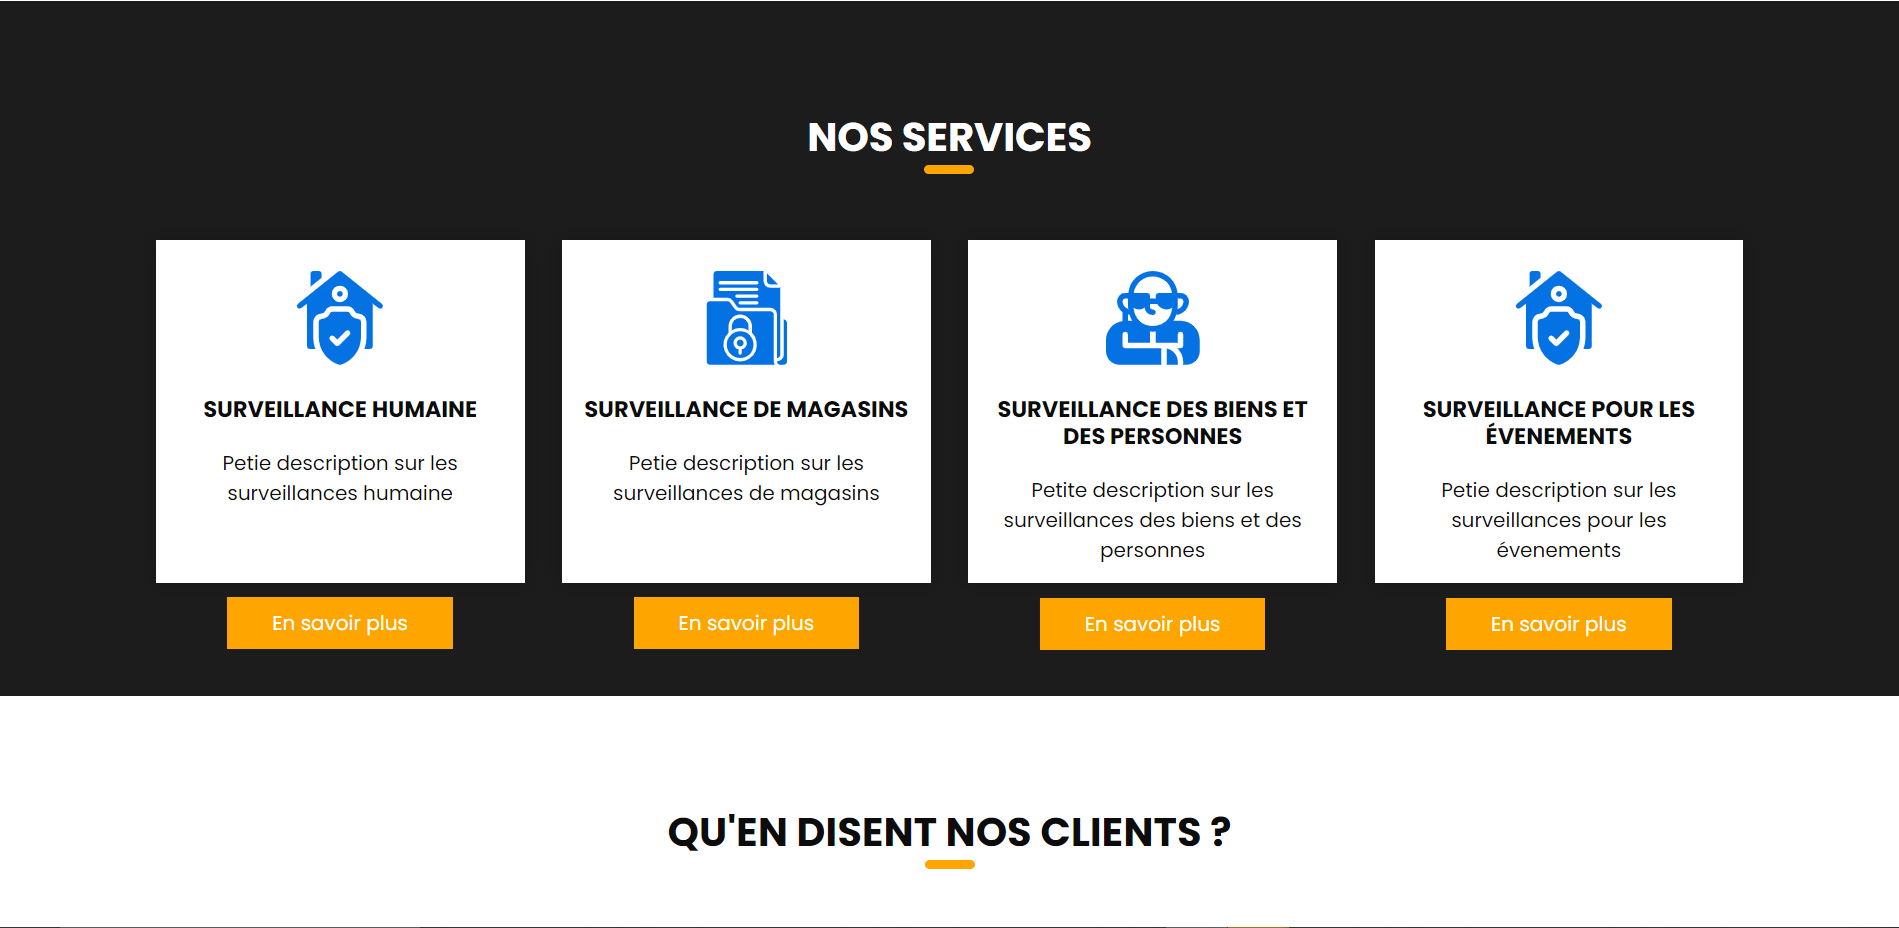 NOS SERVICES
SURVEILLANCE HUMAINE
Petie description sur les
surveillances humaine
En savoir plus
SURVEILLANCE DE MAGASINS
Petie description sur les
surveillances de magasins
En savoir plus
SURVEILLANCE DES BIENS ET
DES PERSONNES
Petite description sur les
surveillances des biens et des
personnes
En savoir plus
SURVEILLANCE POUR LES
ÉVENEMENTS
Petie description sur les
surveillances pour les
évenements
En savoir plus
QU'EN DISENT NOS CLIENTS ?